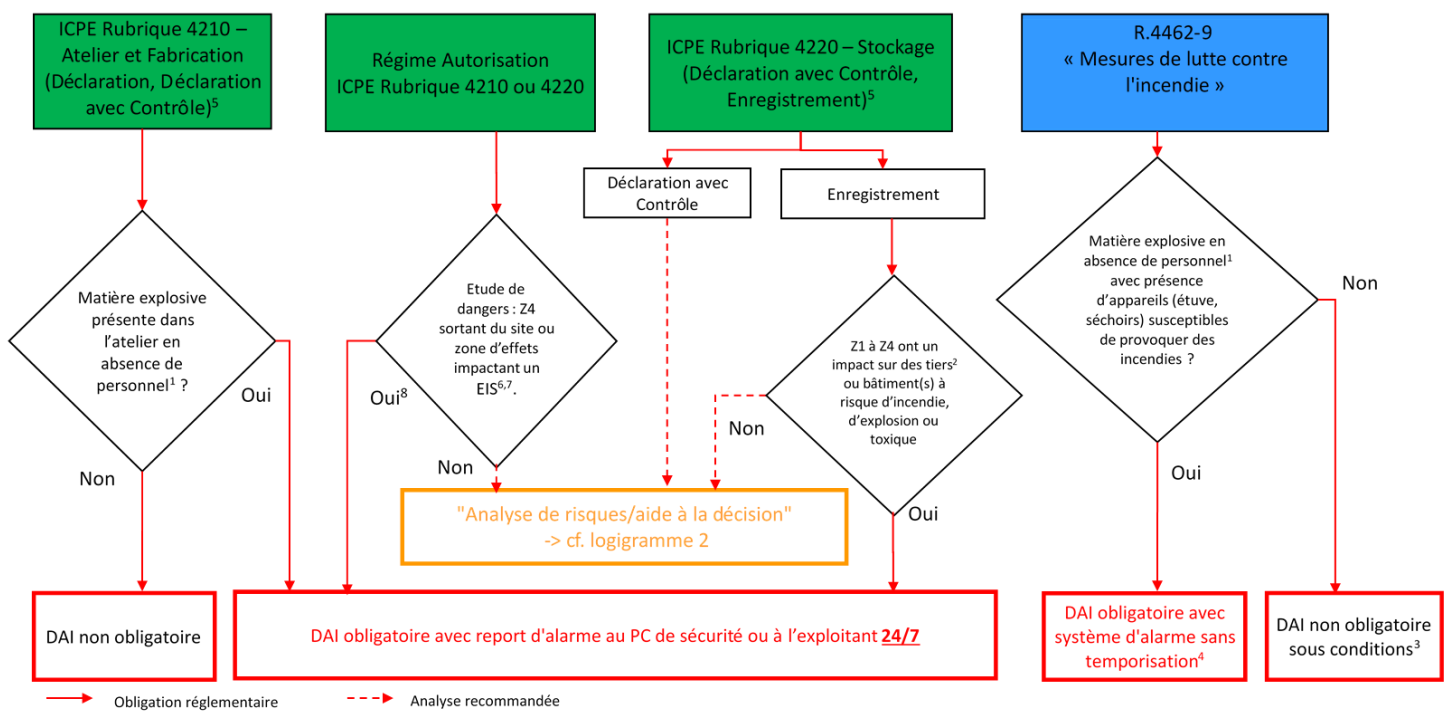 ICPE Rubrique 4210 –
Atelier et Fabrication
(Déclaration, Déclaration
avec Contrôle)⁵
Régime Autorisation
ICPE Rubrique 4210 ou 4220
ICPE Rubrique 4220 – Stockage
(Déclaration avec Contrôle,
Enregistrement)⁵
R.4462-9
« Mesures de lutte contre
l'incendie »
Déclaration avec
Contrôle
Enregistrement
Matière explosive
présente dans
l’atelier en
absence de
personnel¹ ?
Oui
Non
Etude de
dangers : Z4
sortant du site ou
zone d’effets
impactant un
EIS⁶,⁷.
Oui⁸
Non
Z1 à Z4 ont un
impact sur des tiers²
ou bâtiment(s) à
risque d’incendie,
d’explosion ou
toxique
Non
Oui
Matière explosive en
absence de personnel¹
avec présence
d’appareils (étuve,
séchoirs) susceptibles
de provoquer des
incendies ?
Non
Oui
"Analyse de risques/aide à la décision"
-> cf. logigramme 2
DAI non obligatoire
DAI obligatoire avec report d'alarme au PC de sécurité ou à l’exploitant 24/7
DAI obligatoire avec
système d'alarme sans
temporisation⁴
DAI non obligatoire
sous conditions³
Obligation réglementaire
Analyse recommandée